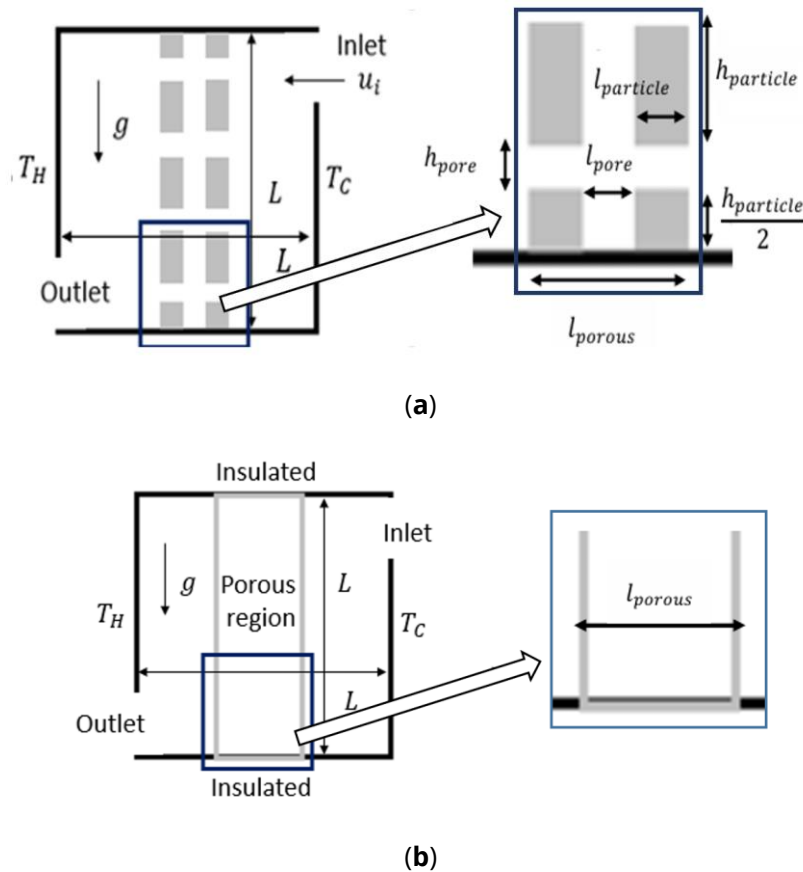 Inlet
u_i
g
T_H
T_C
L
L
Outlet
l_particle
h_particle
h_pore
l_pore
h_particle
2
l_porous
(a)
Insulated
Inlet
g
Porous
region
L
T_H
T_C
L
Outlet
Insulated
l_porous
(b)